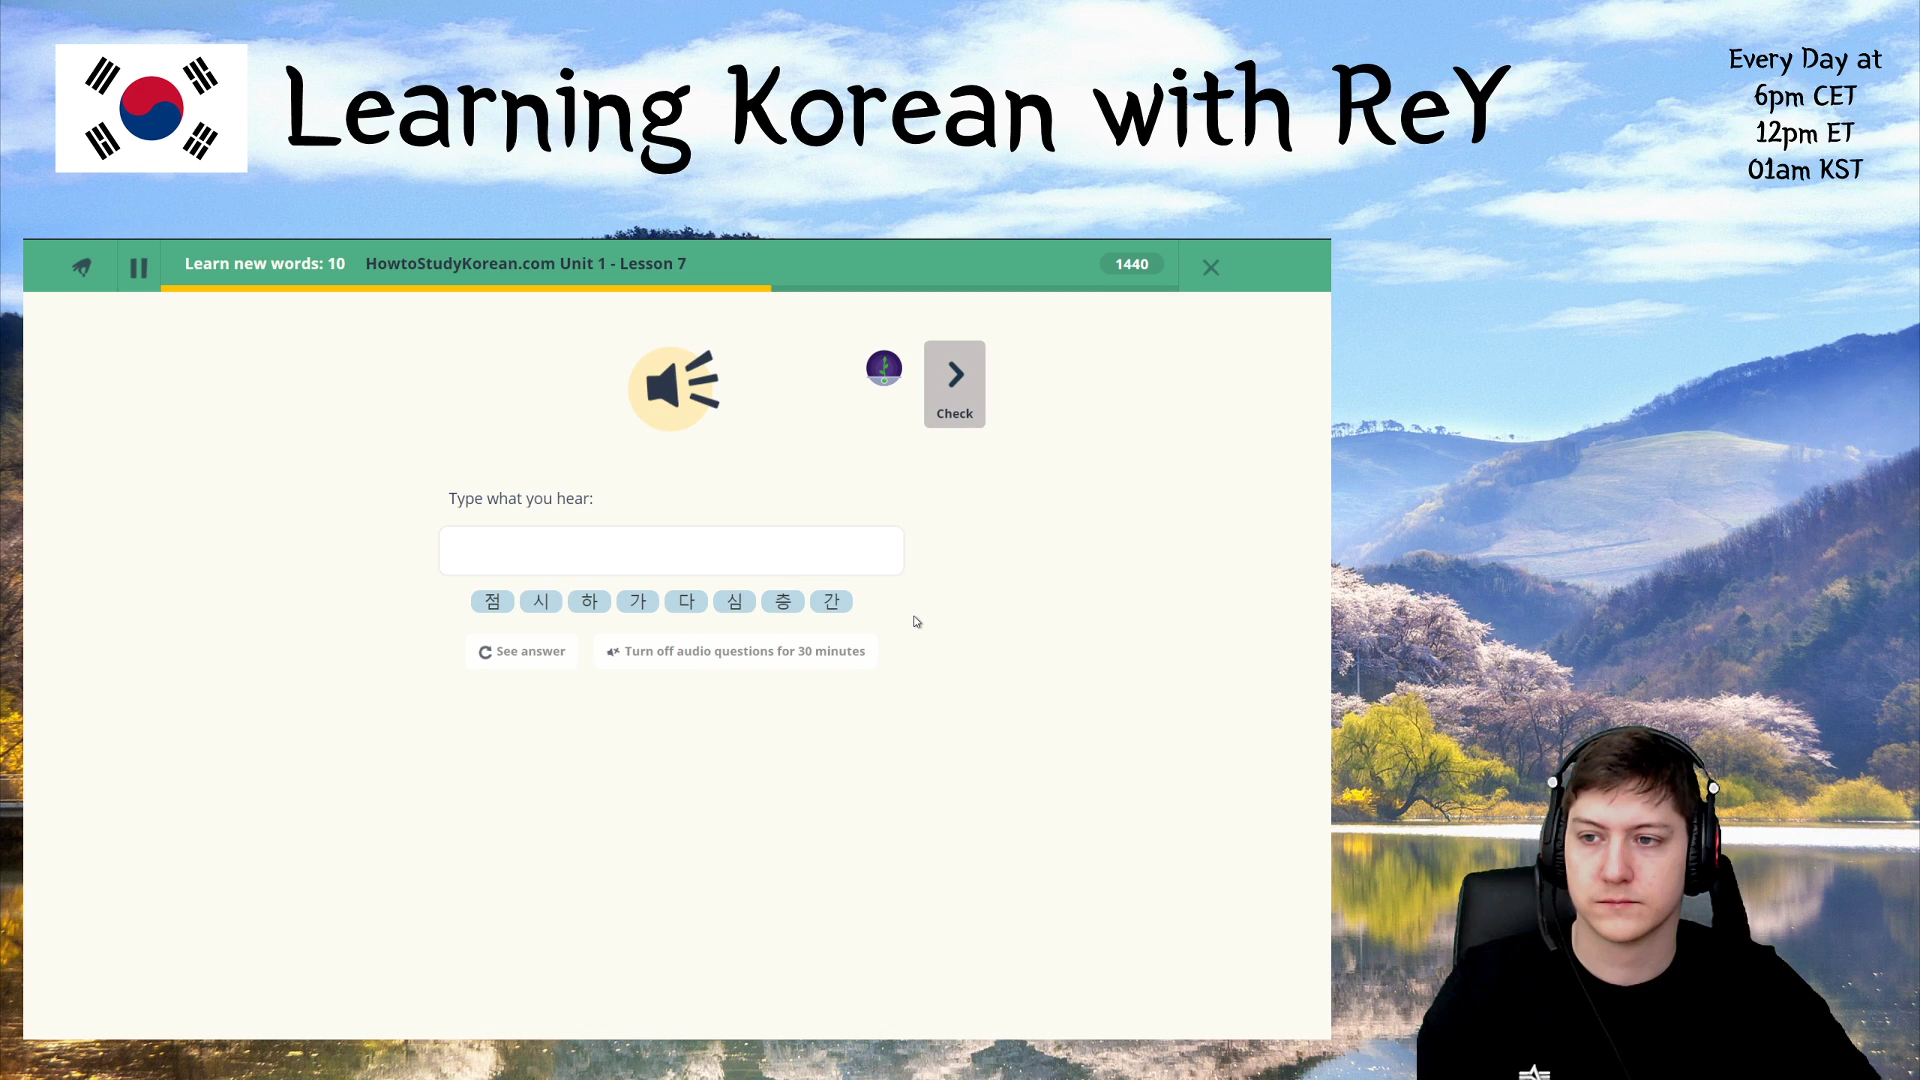 Learning Korean with ReY
Every Day at
6pm CET
12pm ET
01am KST
Learn new words: 10 HowtoStudyKorean.com Unit 1 - Lesson 7 1440
Check
Type what you hear:
점 시 하 가 다 심 층 간
See answer Turn off audio questions for 30 minutes